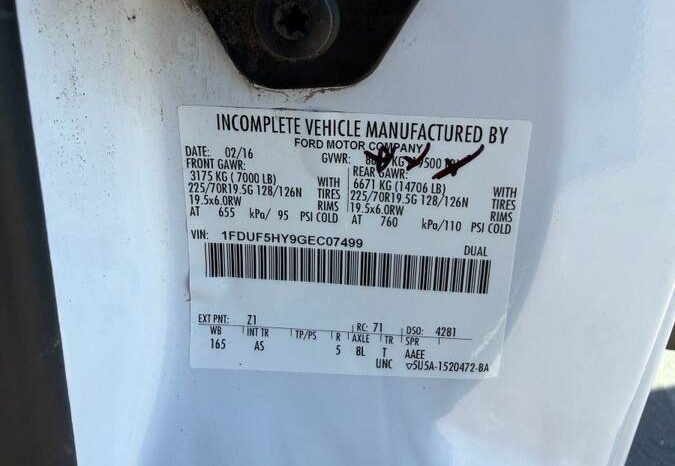 Ford
INCOMPLETE VEHICLE MANUFACTURED BY
FORD MOTOR COMPANY
DATE: 02/16 GVWR: KG
FRONT GAWR: REAR GAWR:
3175 KG ( 7000 LB) 6671 KG (14706 LB) WITH
225/70R19.5G 128/126N WITH TIRES 225/70R19.5G 128/126N TIRES
19.5x6.0RW RIMS 19.5x6.0RW RIMS
AT 655 kPa/ 95 PSI COLD AT 760 kPa/110 PSI COLD
VIN: 1FDUF5HY9GEC07499 DUAL
EXT PNT: Z1 RC: 71 DSO: 4281
WB INT TR TP/PS R AXLE TR SPR
165 AS 5 8L T AAEE
UNC ▽5U5A-1520472-BA